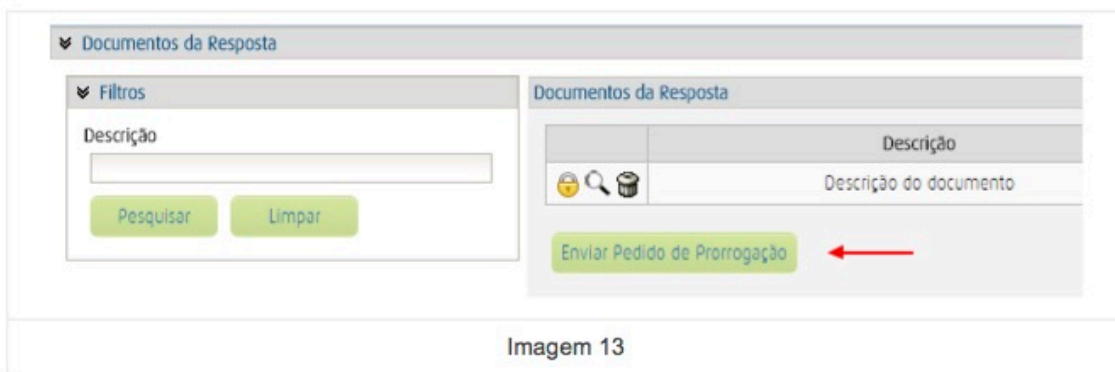 Documentos da Resposta
Filtros
Descrição
Pesquisar
Limpar
Documentos da Resposta
Descrição
Descrição do documento
Enviar Pedido de Prorrogação
Imagem 13